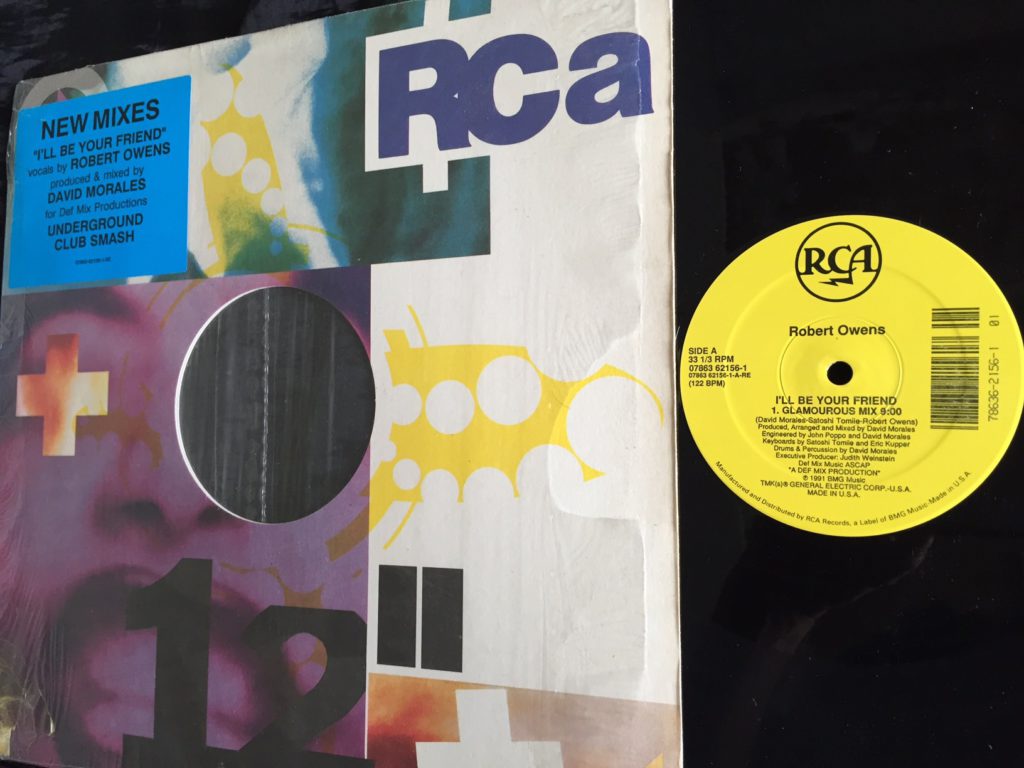 NEW MIXES
"I'LL BE YOUR FRIEND"
vocals by ROBERT OWENS
produced & mixed by
DAVID MORALES
for Def Mix Productions
UNDERGROUND
CLUB SMASH
07863-62156-1-RE
RCa
12"
RCA
Robert Owens
SIDE A
33 1/3 RPM
07863 62156-1
07863 62156-1-A-RE
(122 BPM)
I'LL BE YOUR FRIEND
1. GLAMOUROUS MIX 9:00
(David Morales-Satoshi Tomiie-Robert Owens)
Produced, Arranged and Mixed by David Morales
Engineered by John Poppo and David Morales
Keyboards by Satoshi Tomiie and Eric Kupper
Drums & Percussion by David Morales
Executive Producer: Judith Weinstein
Def Mix Music ASCAP
"A DEF MIX PRODUCTION"
℗ 1991 BMG Music
TMK(s)® GENERAL ELECTRIC CORP.-U.S.A.
MADE IN U.S.A.
Manufactured and Distributed by RCA Records, a Label of BMG Music·Made in U.S.A
78636-2156-1 01